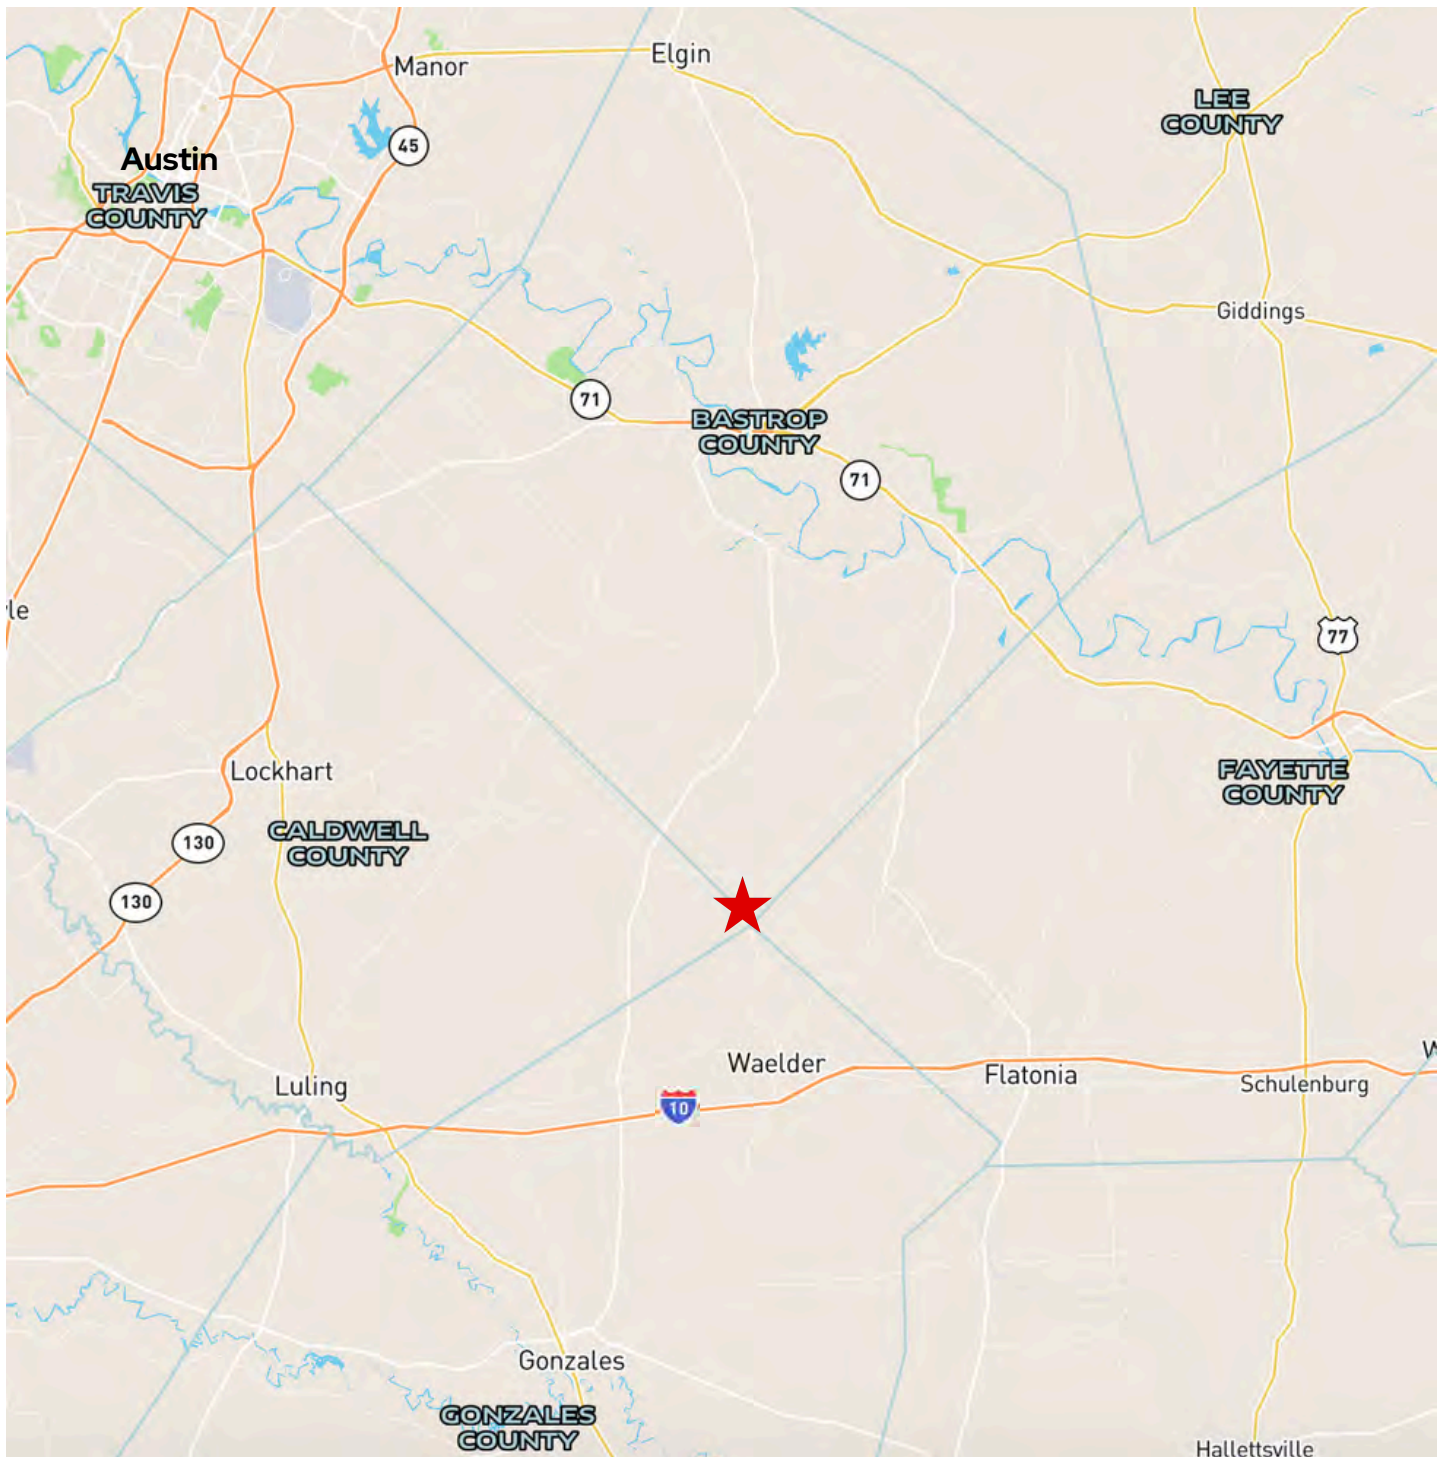 Manor
Elgin
LEE
COUNTY
45
Austin
TRAVIS
COUNTY
Giddings
71
BASTROP
COUNTY
71
77
Lockhart
FAYETTE
COUNTY
130
CALDWELL
COUNTY
130
Waelder
Luling
Flatonia
Schulenburg
10
Gonzales
GONZALES
COUNTY
Hallettsville